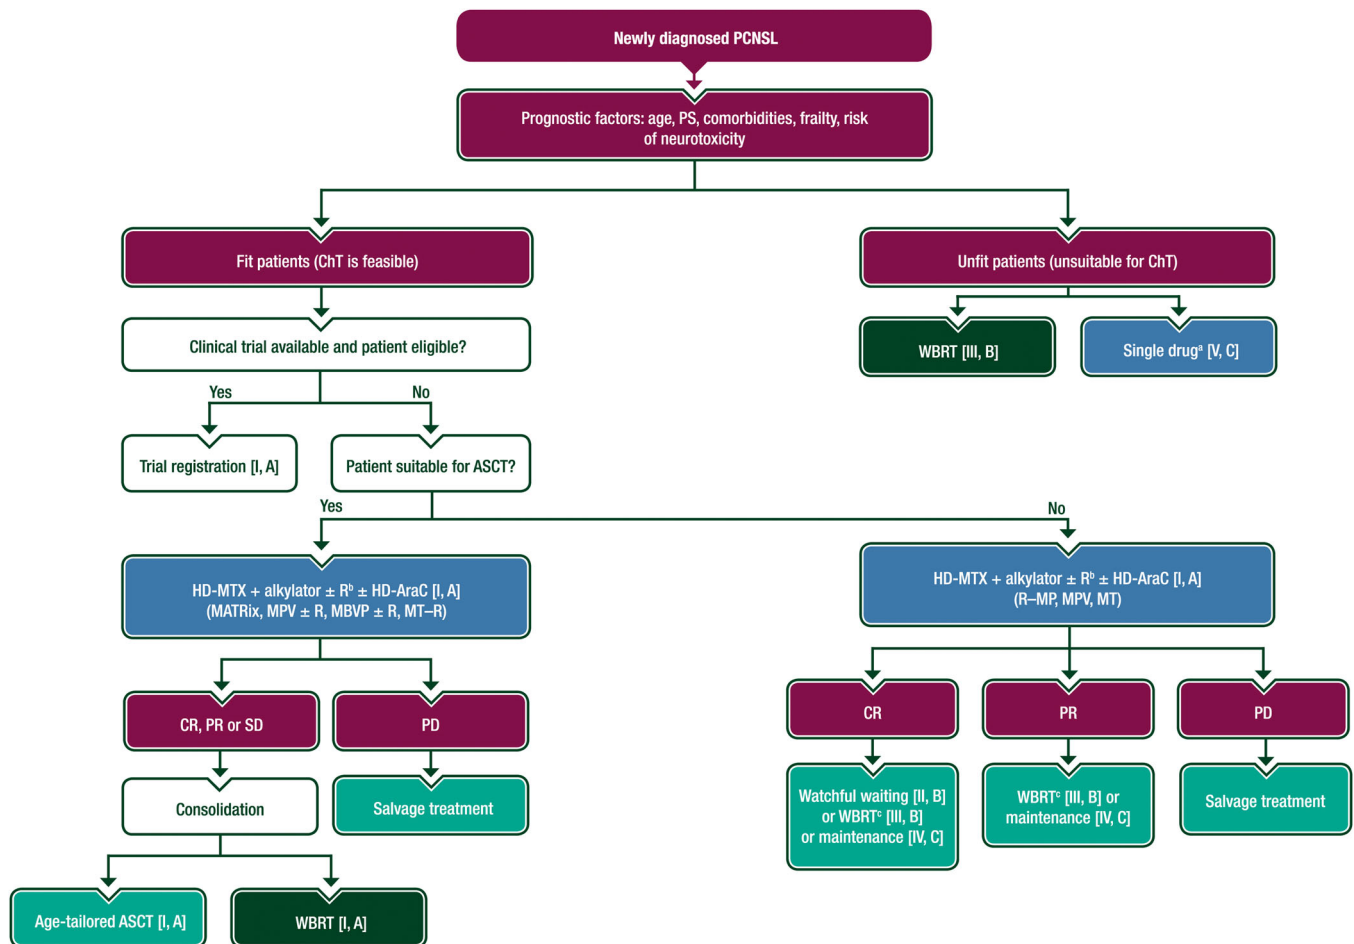 Newly diagnosed PCNSL
Prognostic factors: age, PS, comorbidities, frailty, risk
of neurotoxicity
Fit patients (ChT is feasible)
Unfit patients (unsuitable for ChT)
Clinical trial available and patient eligible?
WBRT [III, B]
Single drugᵃ [V, C]
Yes
No
Trial registration [I, A]
Patient suitable for ASCT?
Yes
No
HD-MTX + alkylator ± Rᵇ ± HD-AraC [I, A]
(MATRix, MPV ± R, MBVP ± R, MT–R)
HD-MTX + alkylator ± Rᵇ ± HD-AraC [I, A]
(R–MP, MPV, MT)
CR, PR or SD
PD
CR
PR
PD
Consolidation
Salvage treatment
Watchful waiting [II, B]
or WBRTᶜ [III, B]
or maintenance [IV, C]
WBRTᶜ [III, B] or
maintenance [IV, C]
Salvage treatment
Age-tailored ASCT [I, A]
WBRT [I, A]